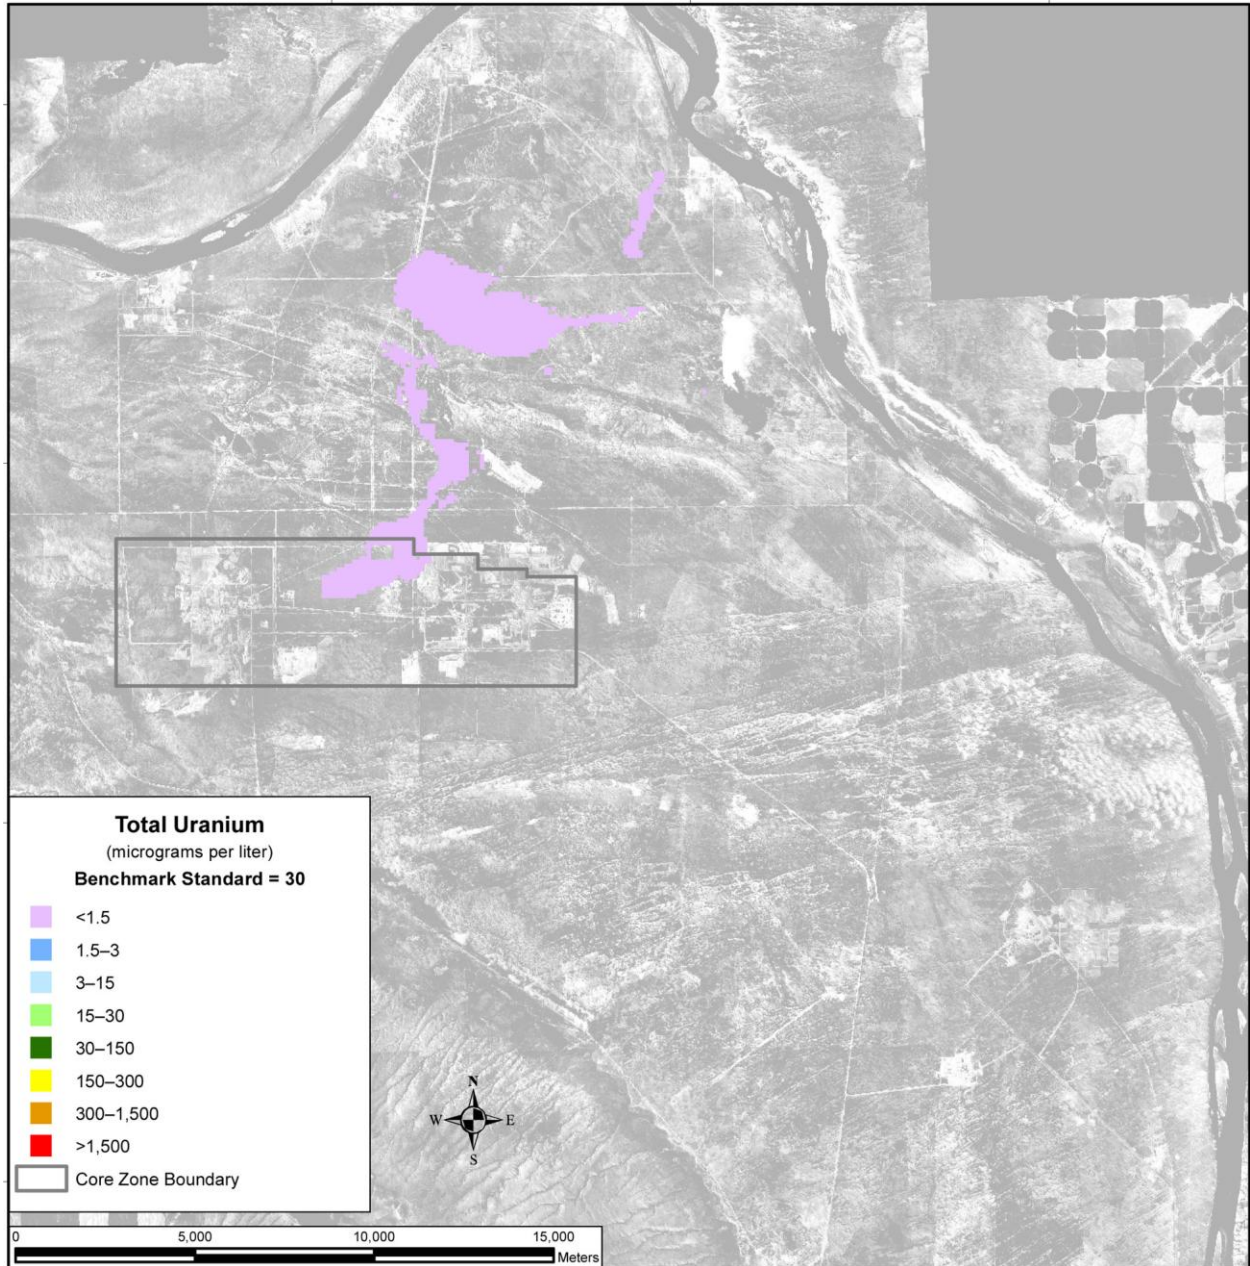 Total Uranium
(micrograms per liter)
Benchmark Standard = 30
<1.5
1.5–3
3–15
15–30
30–150
150–300
300–1,500
>1,500
Core Zone Boundary
N
W E
S
0 5,000 10,000 15,000
Meters